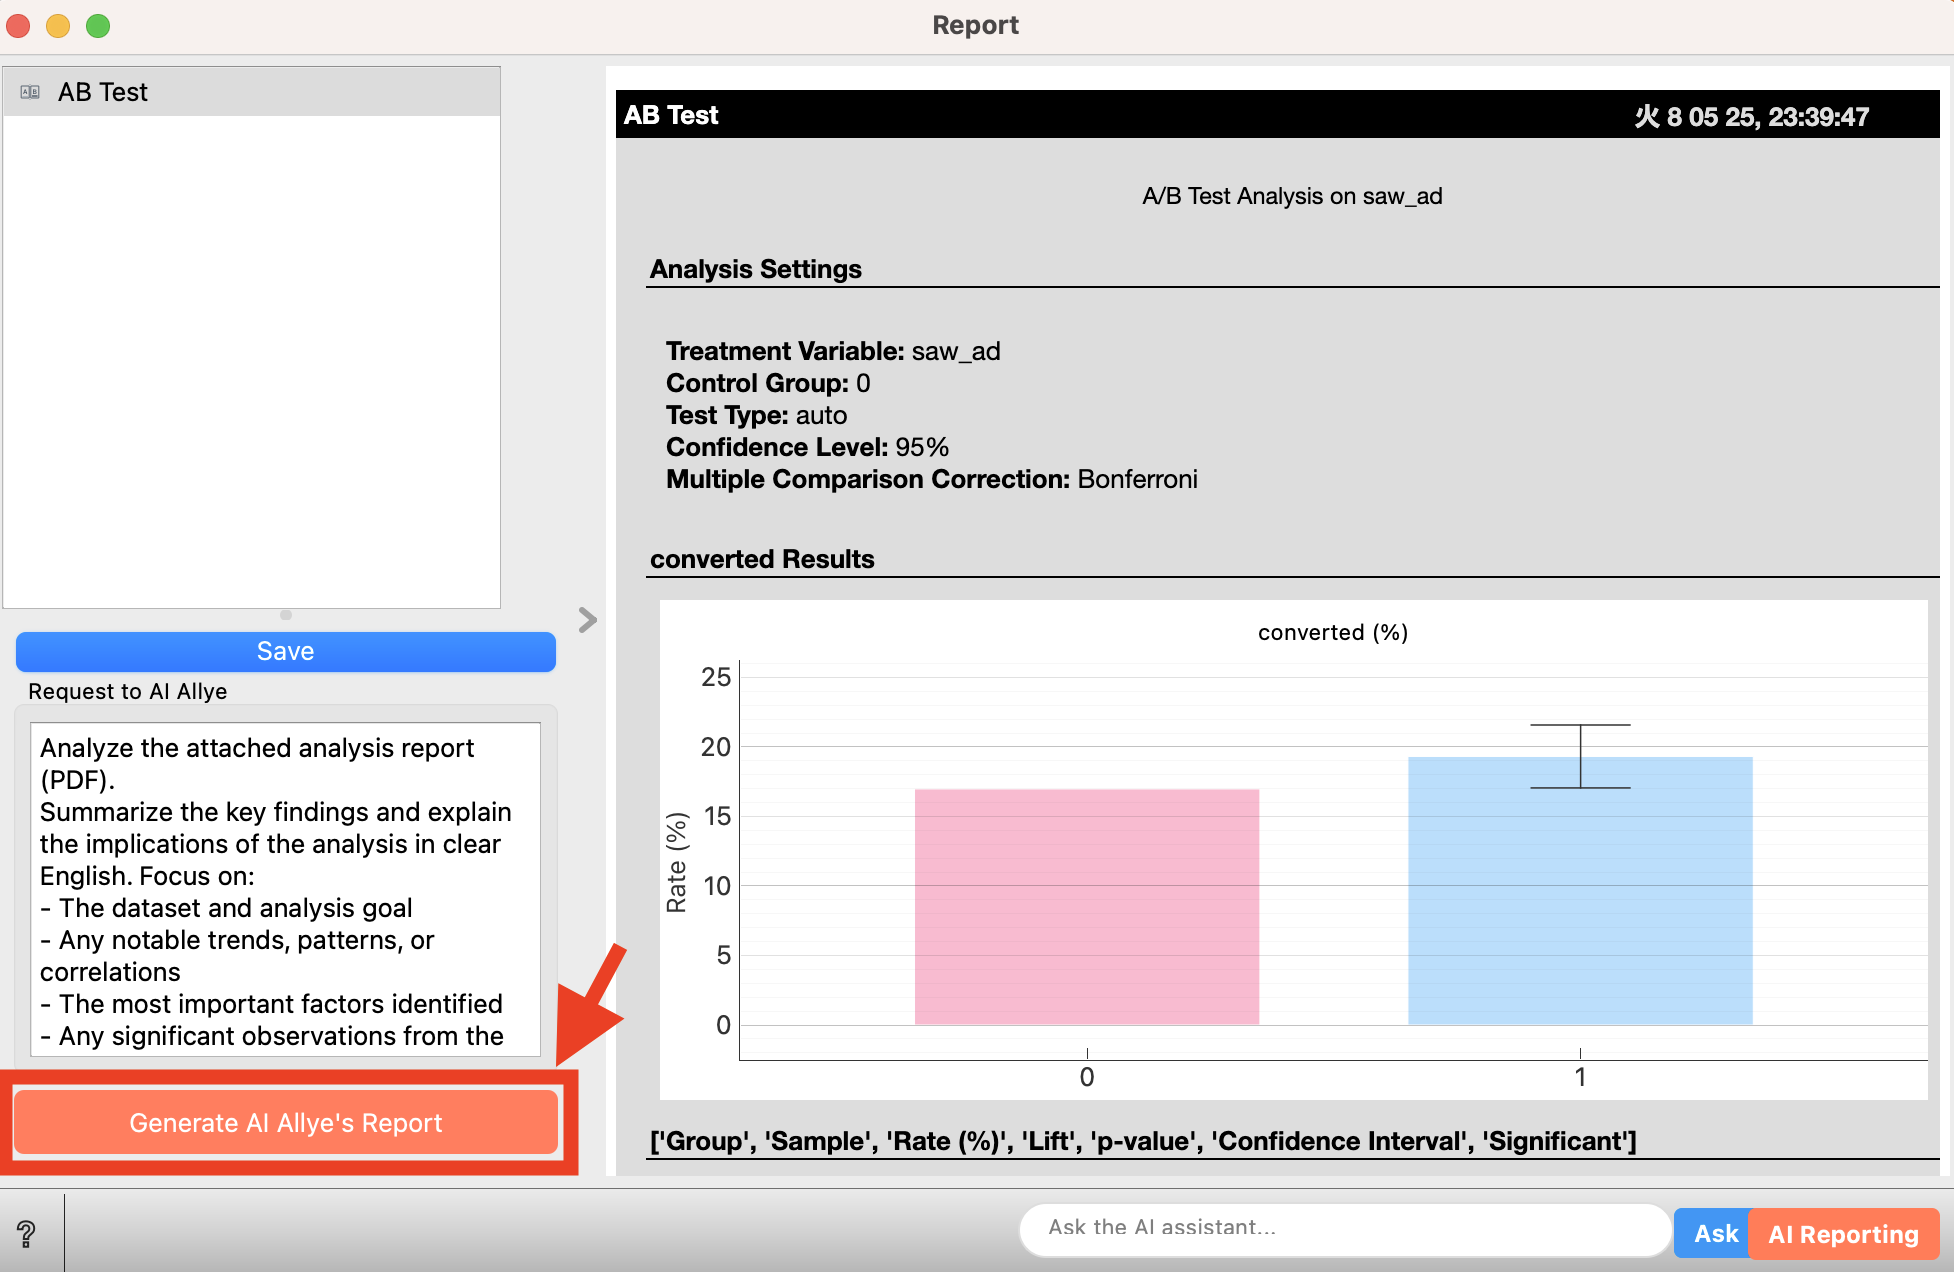 Report
AB Test
Save
Request to AI Allye
Analyze the attached analysis report
(PDF).
Summarize the key findings and explain
the implications of the analysis in clear
English. Focus on:
- The dataset and analysis goal
- Any notable trends, patterns, or
correlations
- The most important factors identified
- Any significant observations from the
Generate AI Allye's Report
AB Test 火 8 05 25, 23:39:47
A/B Test Analysis on saw_ad
Analysis Settings
Treatment Variable: saw_ad
Control Group: 0
Test Type: auto
Confidence Level: 95%
Multiple Comparison Correction: Bonferroni
converted Results
converted (%)
Rate (%)
25
20
15
10
5
0
0 1
['Group', 'Sample', 'Rate (%)', 'Lift', 'p-value', 'Confidence Interval', 'Significant']
?
Ask the AI assistant...
Ask
AI Reporting